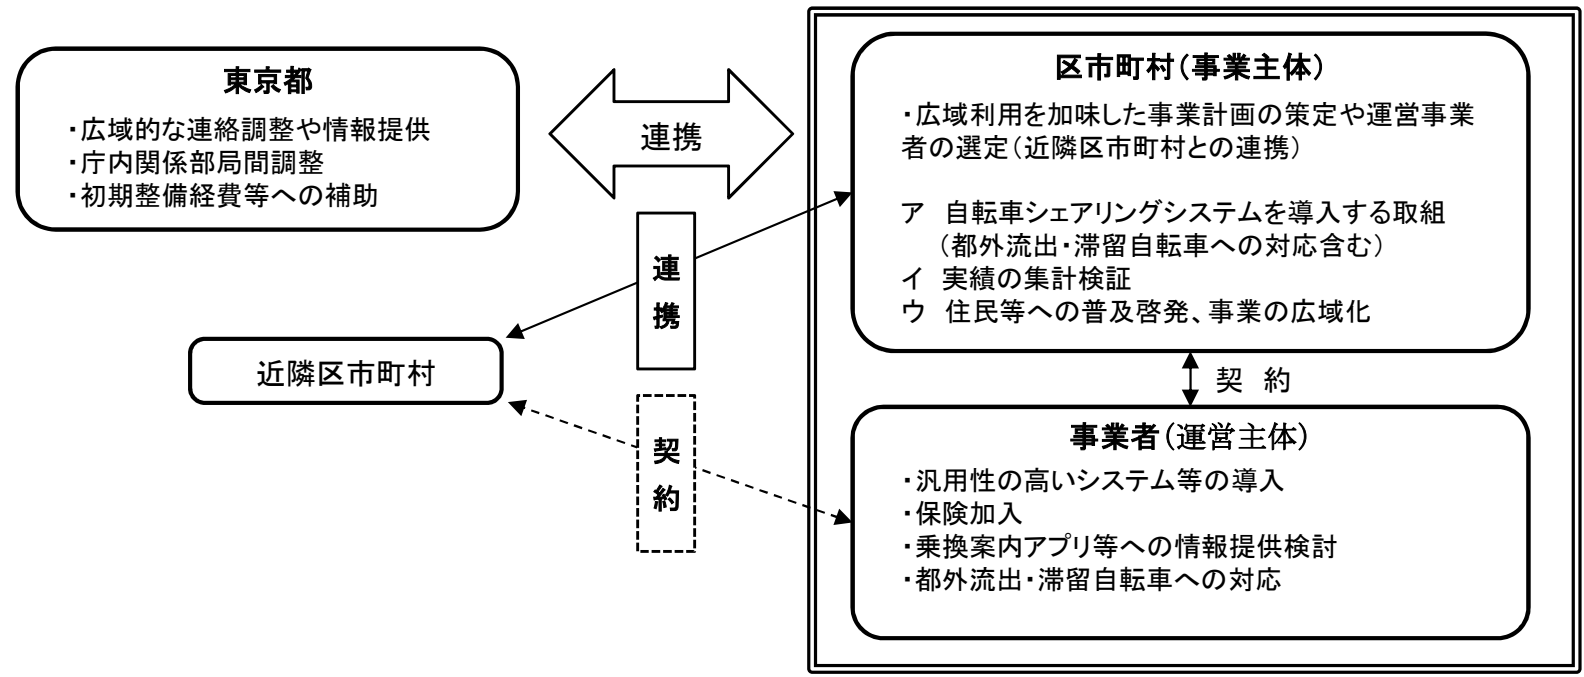 東京都
・広域的な連絡調整や情報提供
・庁内関係部局間調整
・初期整備経費等への補助
連携
区市町村（事業主体）
・広域利用を加味した事業計画の策定や運営事業
者の選定（近隣区市町村との連携）
ア　自転車シェアリングシステムを導入する取組
（都外流出・滞留自転車への対応含む）
イ　実績の集計検証
ウ　住民等への普及啓発、事業の広域化
連携
近隣区市町村
契約
契　約
事業者（運営主体）
・汎用性の高いシステム等の導入
・保険加入
・乗換案内アプリ等への情報提供検討
・都外流出・滞留自転車への対応